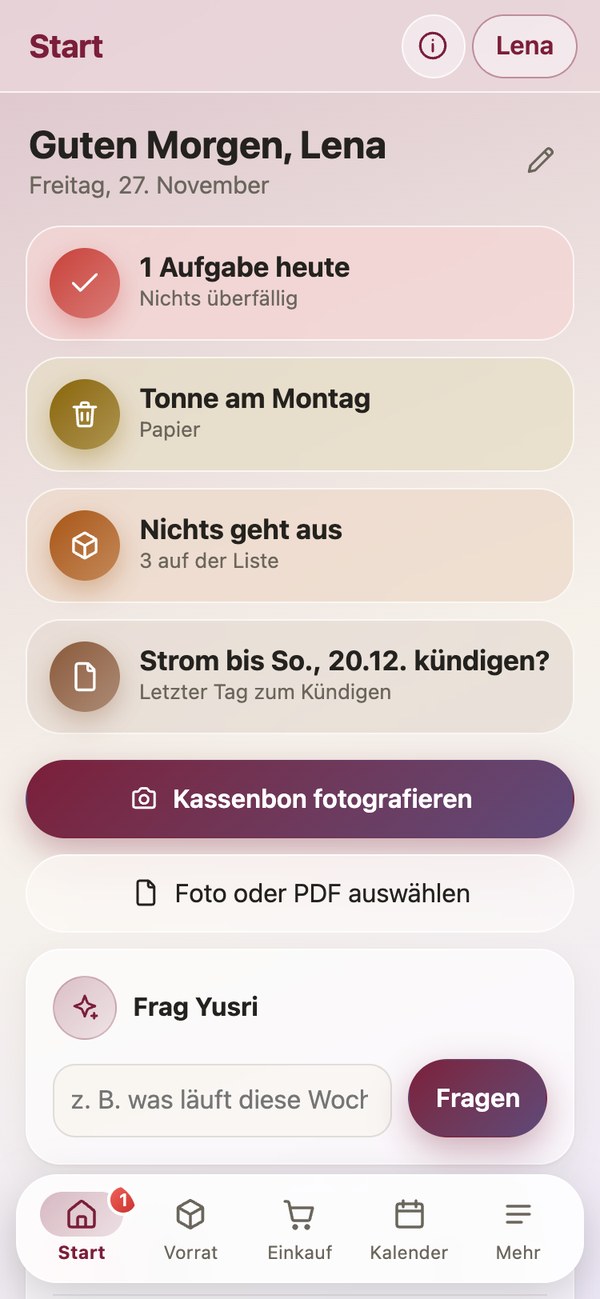 Start
Lena
Guten Morgen, Lena
Freitag, 27. November
1 Aufgabe heute
Nichts überfällig
Tonne am Montag
Papier
Nichts geht aus
3 auf der Liste
Strom bis So., 20.12. kündigen?
Letzter Tag zum Kündigen
Kassenbon fotografieren
Foto oder PDF auswählen
Frag Yusri
z. B. was läuft diese Woch
Fragen
1
Start
Vorrat
Einkauf
Kalender
Mehr